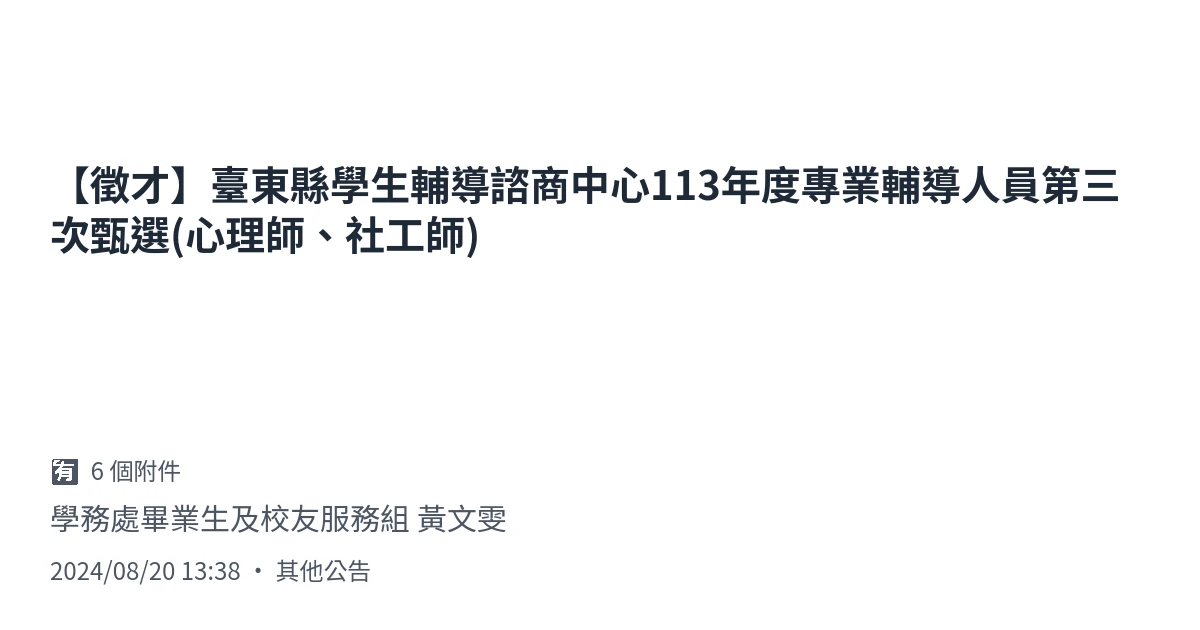 【徵才】臺東縣學生輔導諮商中心113年度專業輔導人員第三
次甄選(心理師、社工師)
🈶 6 個附件
學務處畢業生及校友服務組 黃文雯
2024/08/20 13:38 • 其他公告